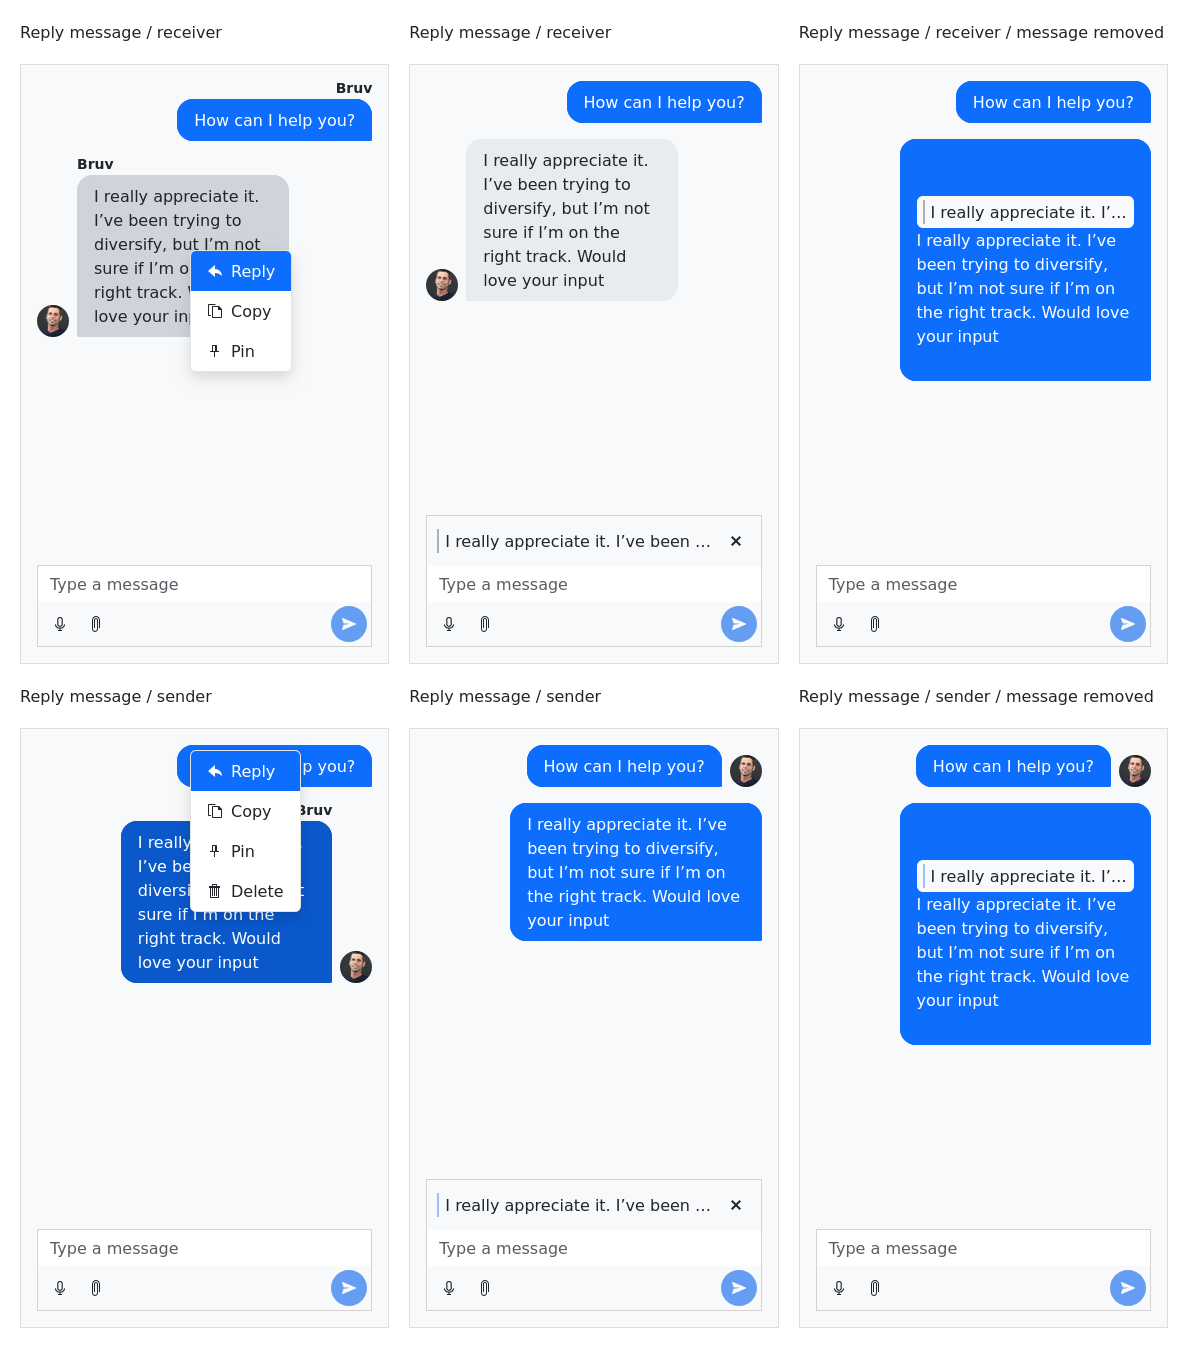 Reply message / receiver
Bruv
How can I help you?
Bruv
I really appreciate it.
I’ve been trying to
diversify, but I’m not
sure if I’m o
right track.
love your in
Reply
Copy
Pin
Type a message
Reply message / receiver
How can I help you?
I really appreciate it.
I’ve been trying to
diversify, but I’m not
sure if I’m on the
right track. Would
love your input
I really appreciate it. I’ve been …
Type a message
Reply message / receiver / message removed
How can I help you?
I really appreciate it. I’…
I really appreciate it. I’ve
been trying to diversify,
but I’m not sure if I’m on
the right track. Would love
your input
Type a message
Reply message / sender
p you?
Bruv
I really
I’ve be
diversi
sure if I’m on the
right track. Would
love your input
Reply
Copy
Pin
Delete
Type a message
Reply message / sender
How can I help you?
I really appreciate it. I’ve
been trying to diversify,
but I’m not sure if I’m on
the right track. Would love
your input
I really appreciate it. I’ve been …
Type a message
Reply message / sender / message removed
How can I help you?
I really appreciate it. I’…
I really appreciate it. I’ve
been trying to diversify,
but I’m not sure if I’m on
the right track. Would love
your input
Type a message